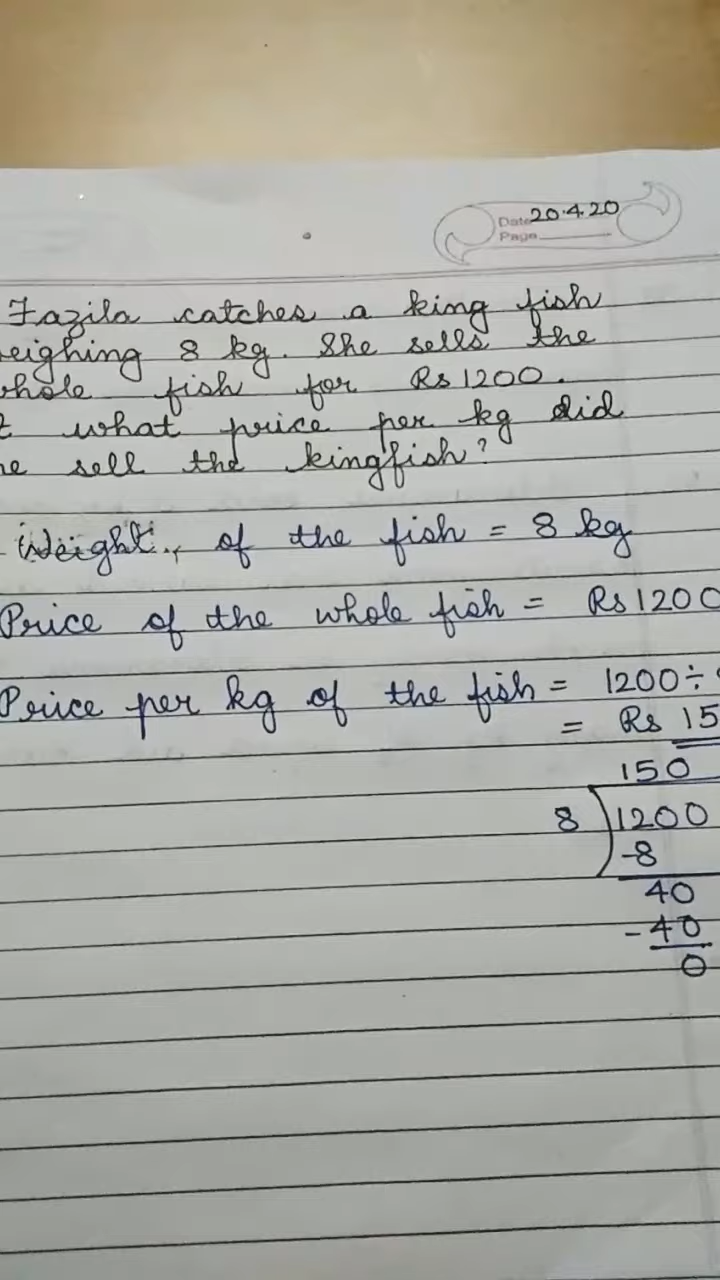 Date 20.4.20
Page
Fazila catches a king fish
eighing 8 kg. She sells the
hole fish for Rs 1200.
t what price per kg did
he sell the kingfish?
Weight of the fish = 8 kg
Price of the whole fish = Rs 1200
Price per kg of the fish = 1200 ÷
= Rs 15
150
8 1200
-8
40
-40
0